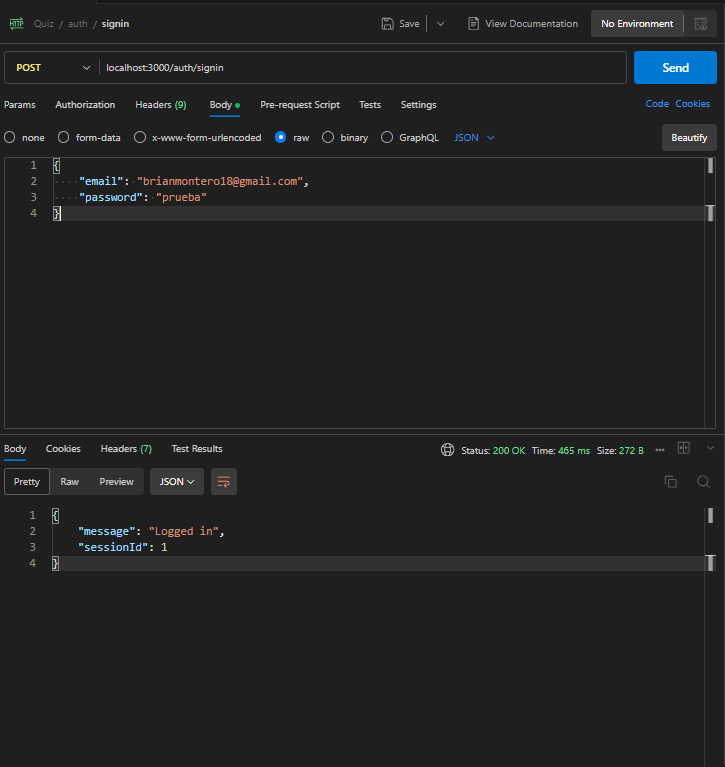 HTTP Quiz / auth / signin Save View Documentation No Environment
POST localhost:3000/auth/signin Send
Params Authorization Headers (9) Body Pre-request Script Tests Settings Code Cookies
none form-data x-www-form-urlencoded raw binary GraphQL JSON Beautify
1 {
2 "email": "brianmontero18@gmail.com",
3 "password": "prueba"
4 }
Body Cookies Headers (7) Test Results Status: 200 OK Time: 465 ms Size: 272 B
Pretty Raw Preview JSON
1 {
2 "message": "Logged in",
3 "sessionId": 1
4 }